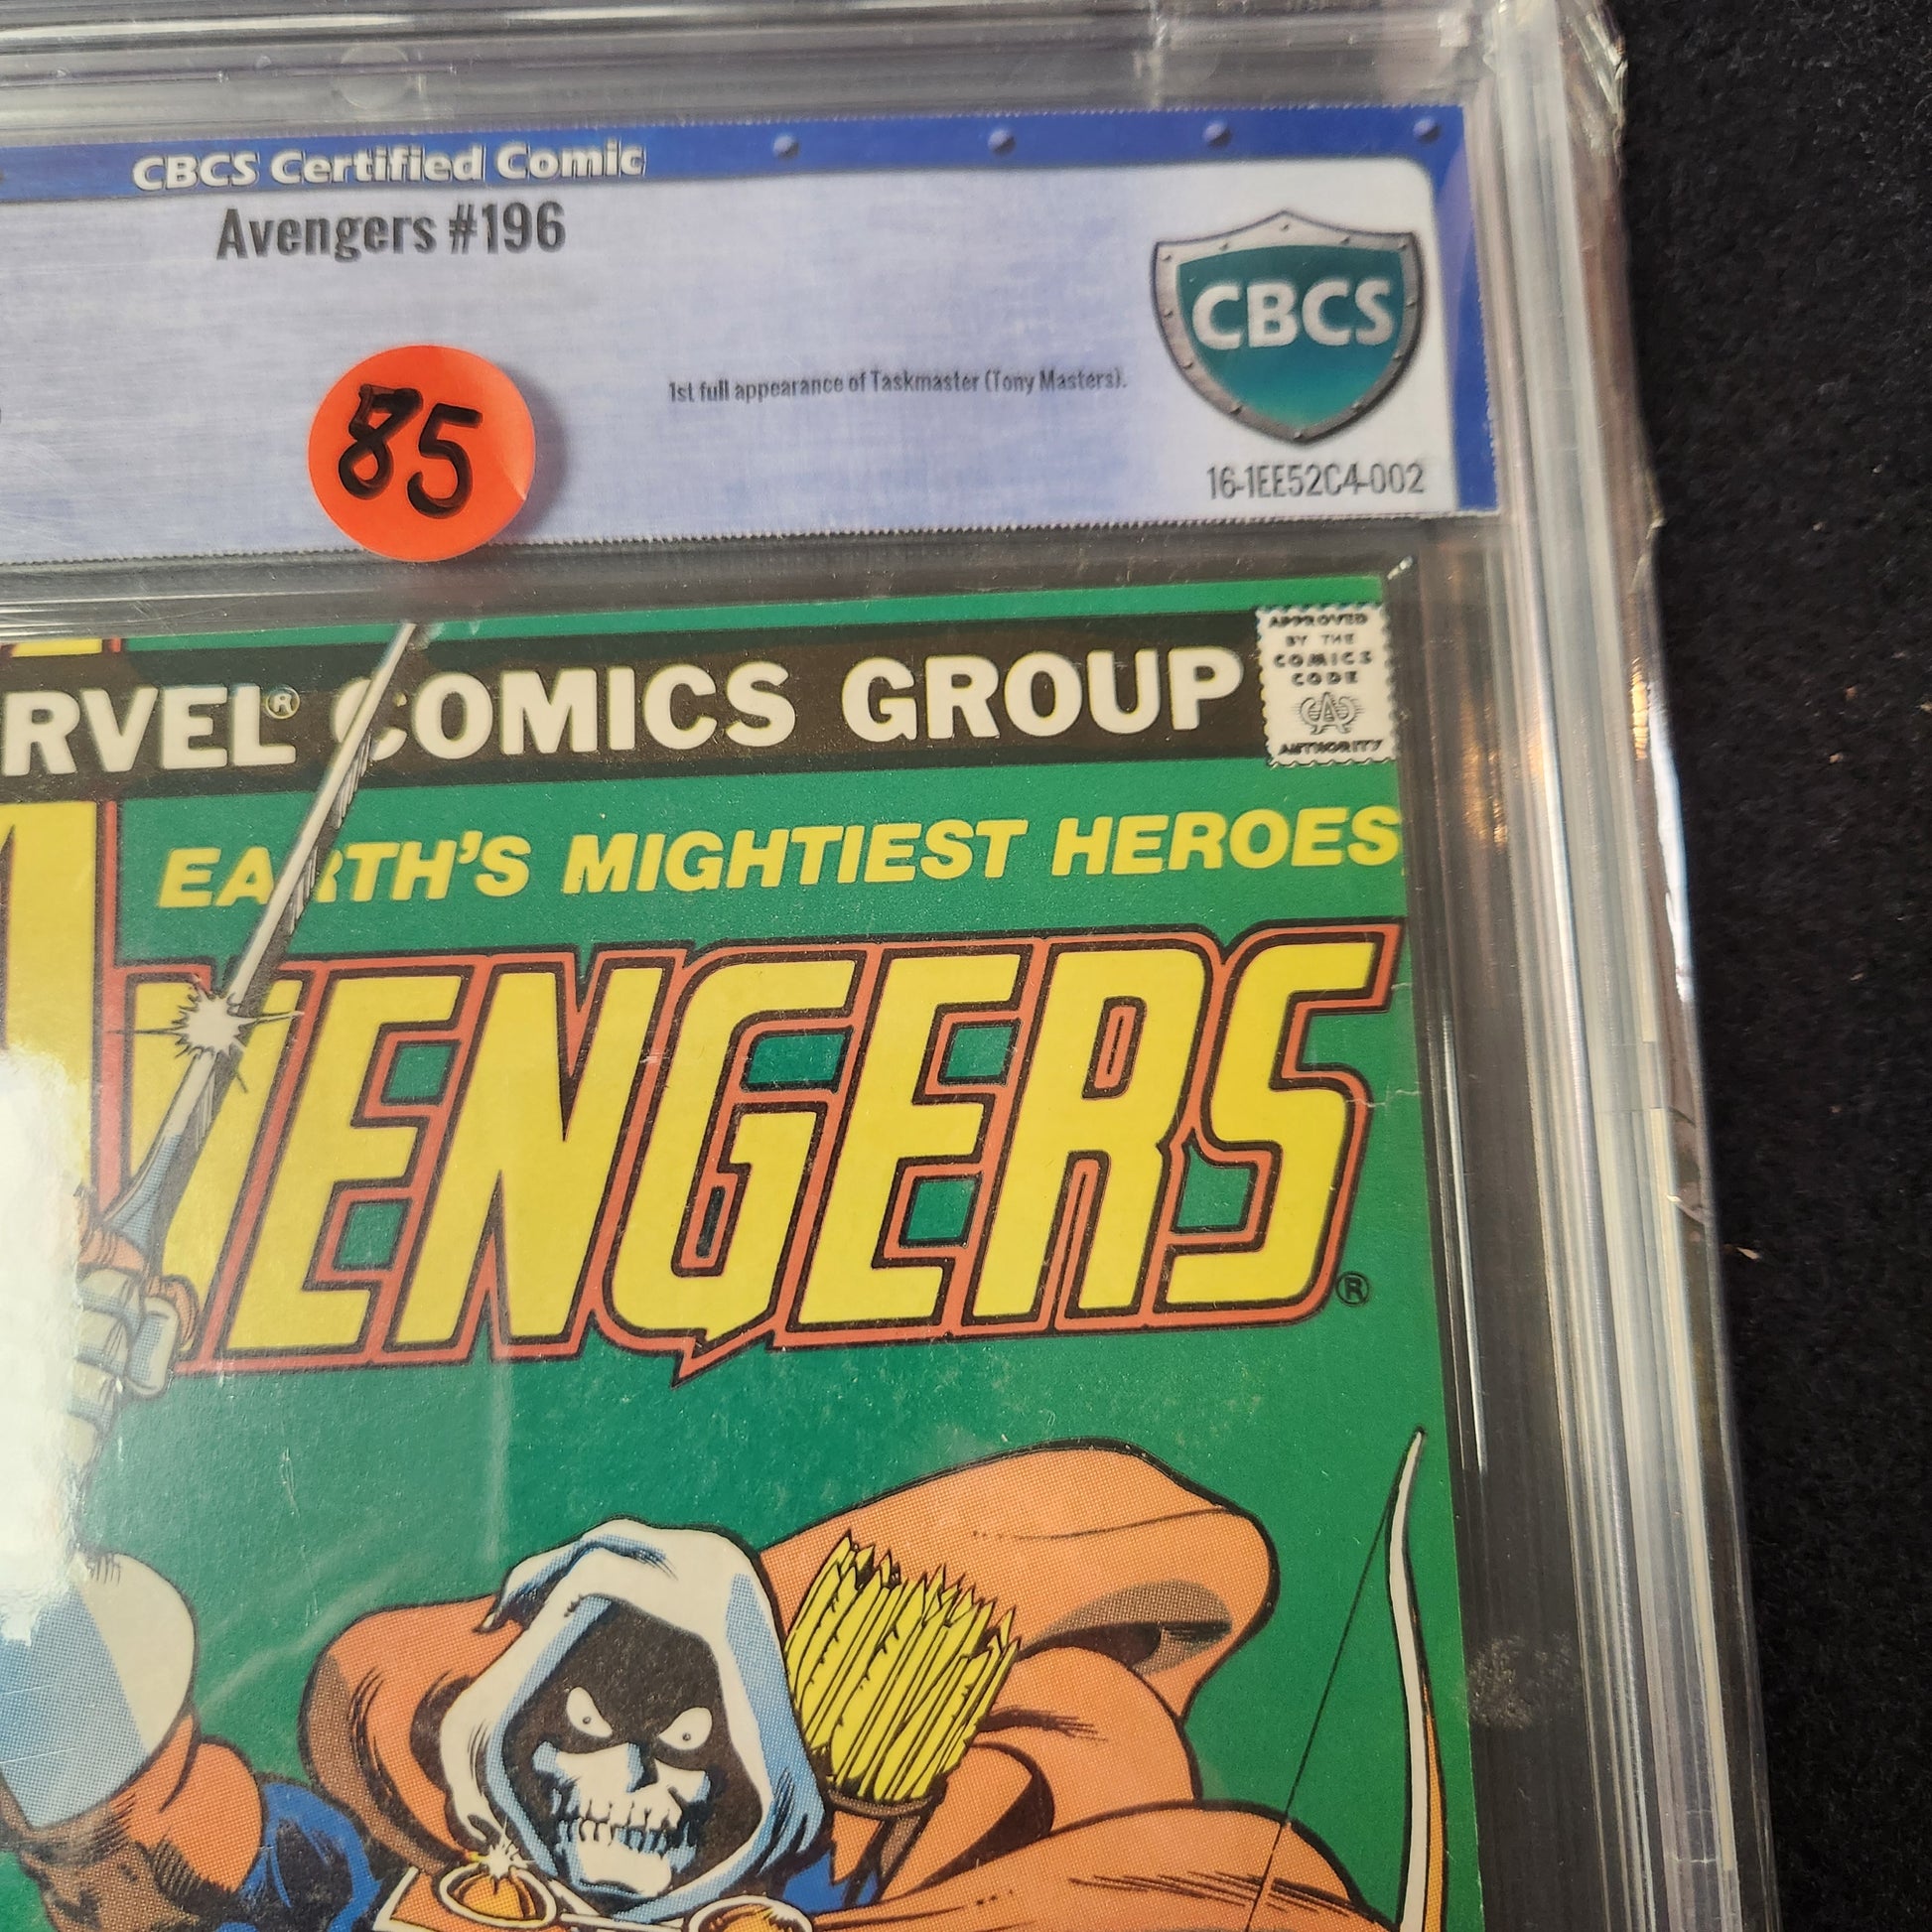 CBCS Certified Comic
Avengers #196
CBCS
85
1st full appearance of Taskmaster (Tony Masters).
16-1EE52C4-002
RVEL® COMICS GROUP
APPROVED
BY THE
COMICS
CODE
CA
AUTHORITY
EARTH'S MIGHTIEST HEROES
VENGERS®